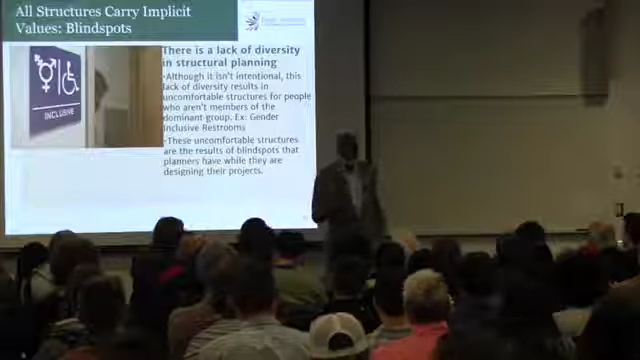 All Structures Carry Implicit
Values: Blindspots
There is a lack of diversity
in structural planning
•Although it isn't intentional, this
lack of diversity results in
uncomfortable structures for people
who aren't members of the
dominant group. Ex: Gender
Inclusive Restrooms
•These uncomfortable structures
are the results of blindspots that
planners have while they are
designing their projects.
INCLUSIVE